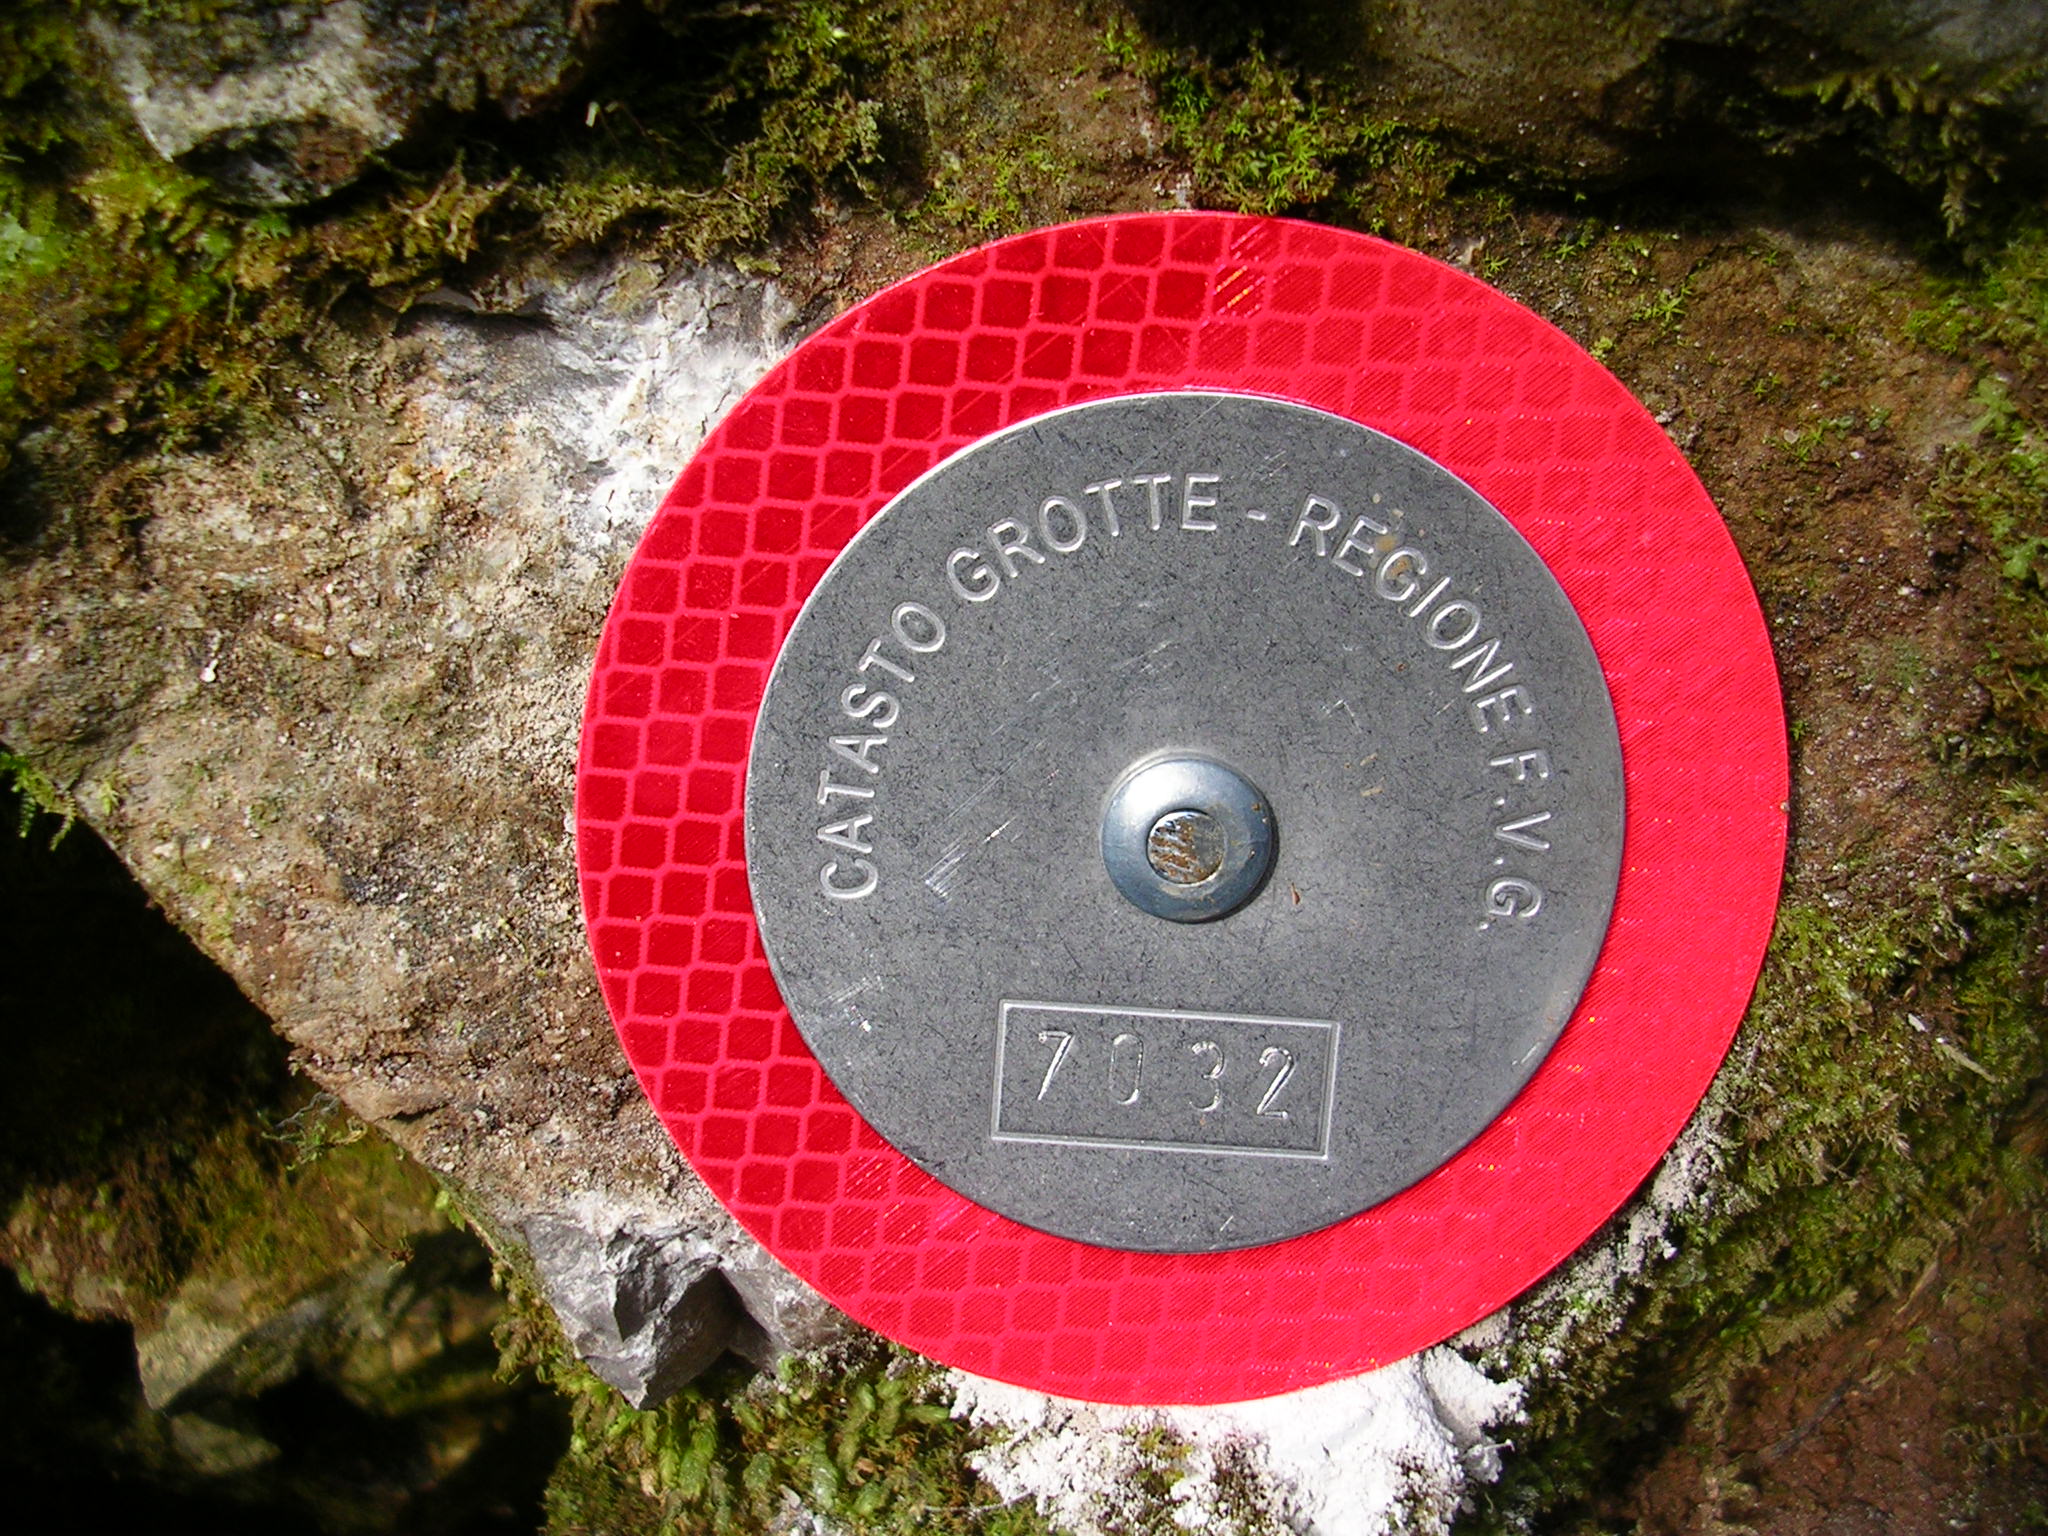 CATASTO GROTTE - REGIONE F.V.G.
7032